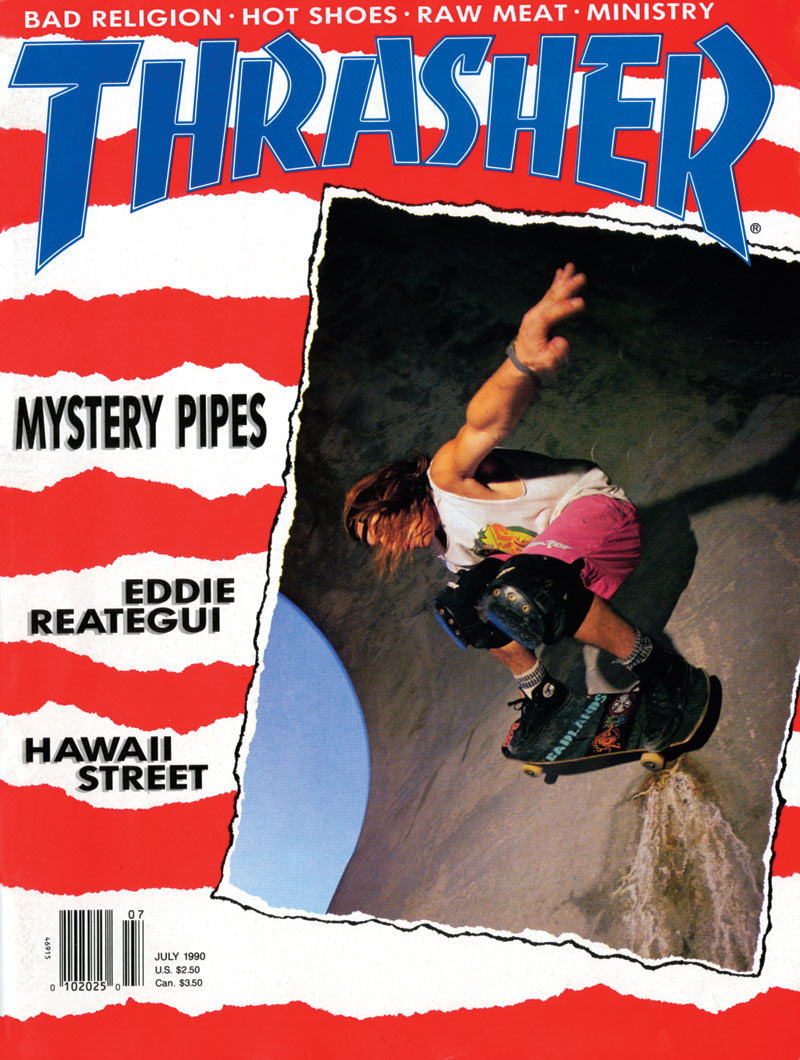 BAD RELIGION · HOT SHOES · RAW MEAT · MINISTRY
THRASHER
®
MYSTERY PIPES
EDDIE
REATEGUI
HAWAII
STREET
BADLANDS
07
46915
0 102025 0
JULY 1990
U.S. $2.50
Can. $3.50